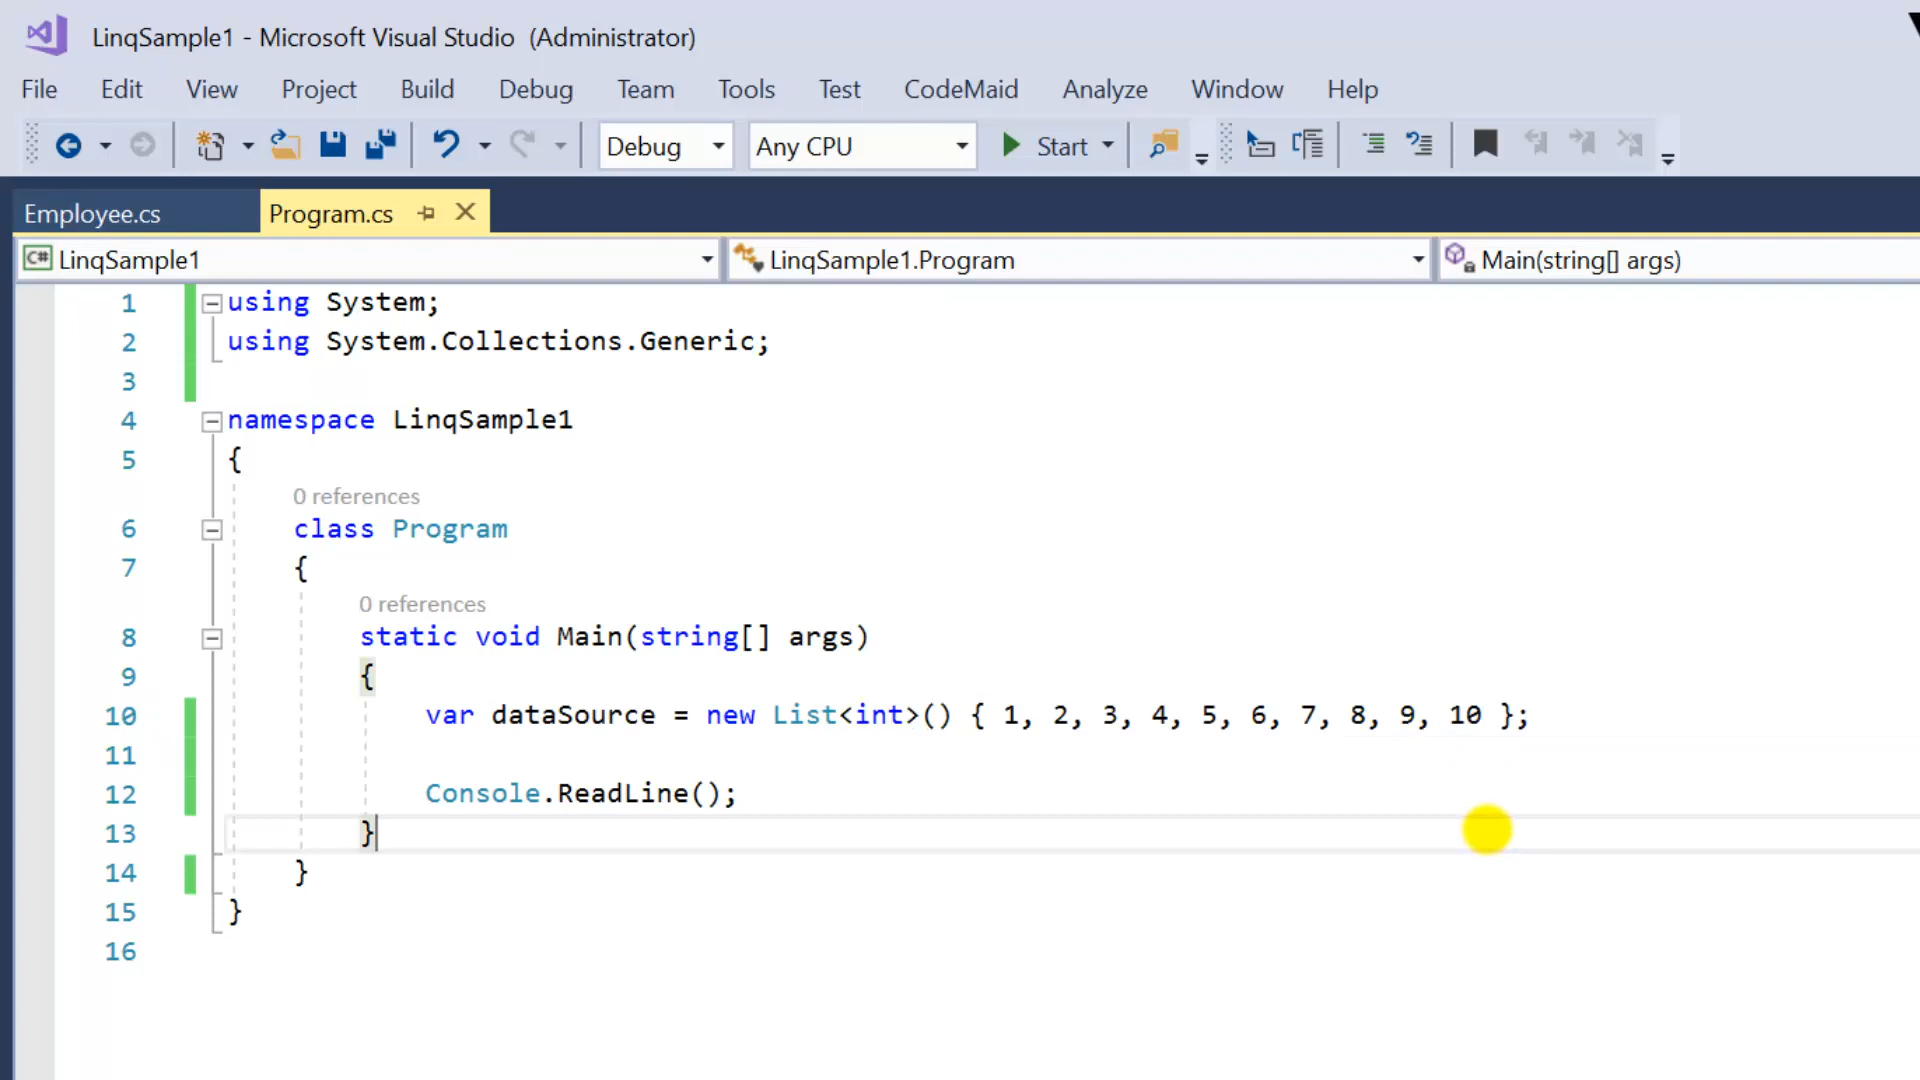 LinqSample1 - Microsoft Visual Studio (Administrator)
File Edit View Project Build Debug Team Tools Test CodeMaid Analyze Window Help
Debug Any CPU Start
Employee.cs Program.cs
C# LinqSample1 LinqSample1.Program Main(string[] args)
1 using System;
2 using System.Collections.Generic;
3
4 namespace LinqSample1
5 {
0 references
6 class Program
7 {
0 references
8 static void Main(string[] args)
9 {
10 var dataSource = new List<int>() { 1, 2, 3, 4, 5, 6, 7, 8, 9, 10 };
11
12 Console.ReadLine();
13 }
14 }
15 }
16